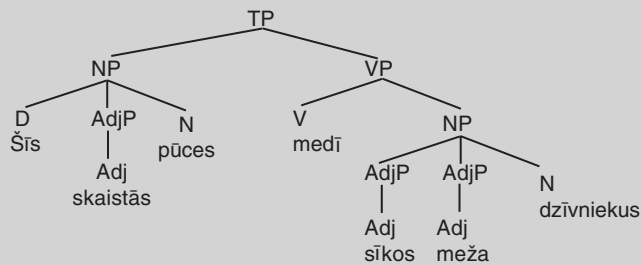 TP
NP VP
D AdjP N V NP
Šīs pūces medī
Adj AdjP AdjP N
skaistās dzīvniekus
Adj Adj
sīkos meža